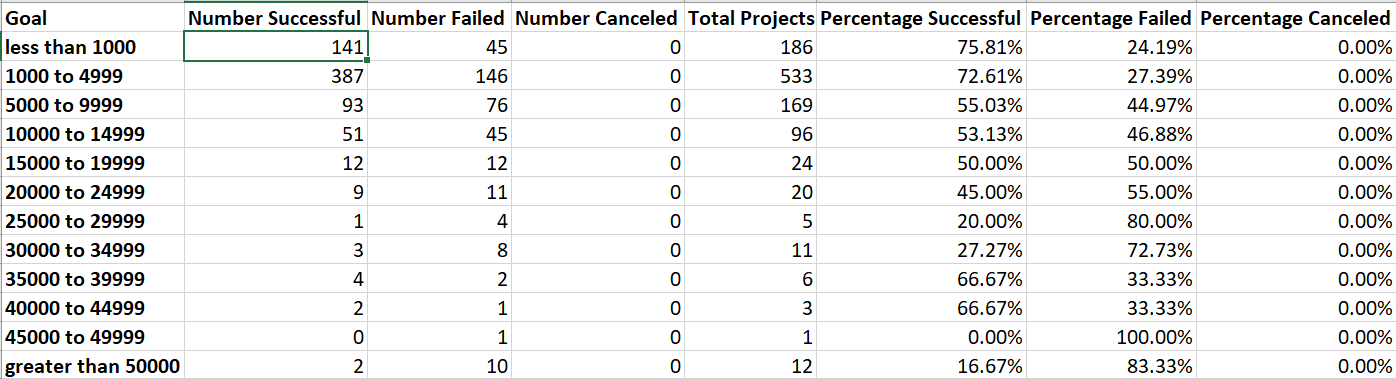 Goal Number Successful Number Failed Number Canceled Total Projects Percentage Successful Percentage Failed Percentage Canceled
less than 1000 141 45 0 186 75.81% 24.19% 0.00%
1000 to 4999 387 146 0 533 72.61% 27.39% 0.00%
5000 to 9999 93 76 0 169 55.03% 44.97% 0.00%
10000 to 14999 51 45 0 96 53.13% 46.88% 0.00%
15000 to 19999 12 12 0 24 50.00% 50.00% 0.00%
20000 to 24999 9 11 0 20 45.00% 55.00% 0.00%
25000 to 29999 1 4 0 5 20.00% 80.00% 0.00%
30000 to 34999 3 8 0 11 27.27% 72.73% 0.00%
35000 to 39999 4 2 0 6 66.67% 33.33% 0.00%
40000 to 44999 2 1 0 3 66.67% 33.33% 0.00%
45000 to 49999 0 1 0 1 0.00% 100.00% 0.00%
greater than 50000 2 10 0 12 16.67% 83.33% 0.00%